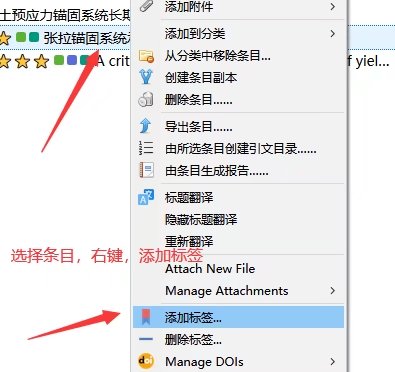 土预应力锚固系统长期
添加附件
张拉锚固系统
添加到分类
从分类中移除条目...
A crit
f yiel...
创建条目副本
删除条目......
导出条目......
由所选条目创建引文目录......
由条目生成报告......
标题翻译
隐藏标题翻译
重新翻译
选择条目，右键，添加标签
Attach New File
Manage Attachments
添加标签...
删除标签...
Manage DOIs